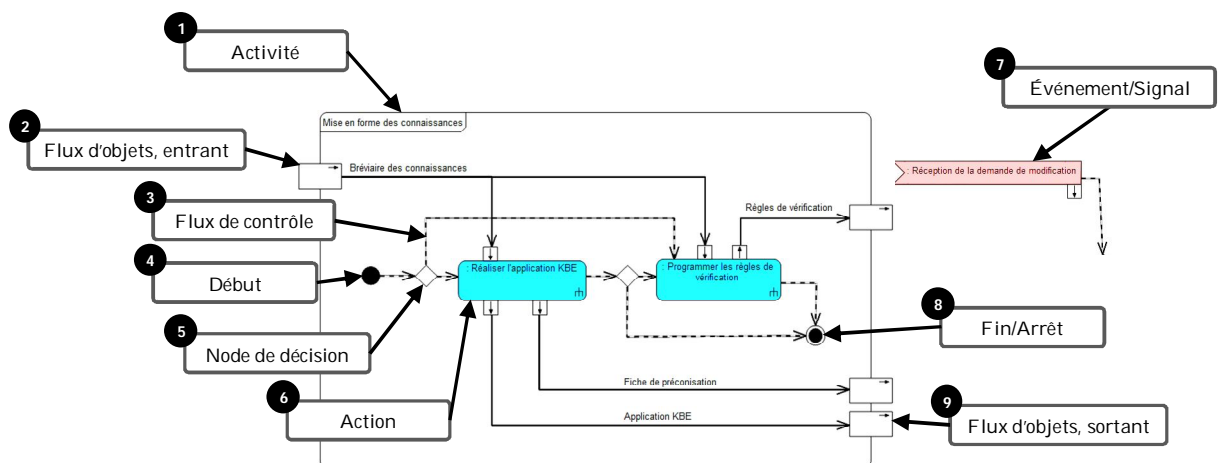 1
Activité
7
Événement/Signal
2
Flux d'objets, entrant
Mise en forme des connaissances
Bréviaire des connaissances
: Réception de la demande de modification
3
Flux de contrôle
Règles de vérification
4
Début
: Réaliser l'application KBE
: Programmer les règles de
vérification
5
Node de décision
8
Fin/Arrêt
6
Action
Fiche de préconisation
Application KBE
9
Flux d'objets, sortant